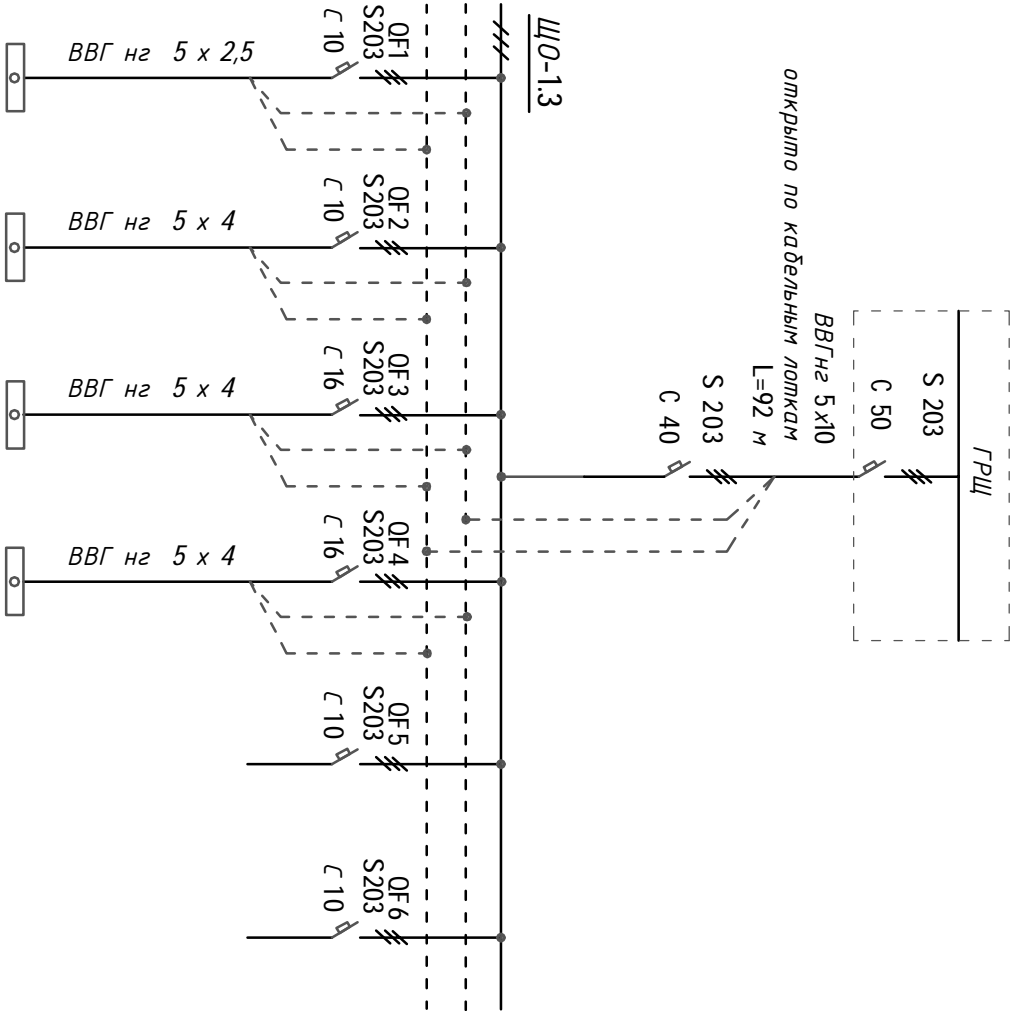 ГРЩ
S 203
C 50
ВВГнг 5x10
открыто по кабельным лоткам
L=92 м
S 203
C 40
ЩО-1.3
QF1
S203
C 10
ВВГ нг 5 x 2,5
QF2
S203
C 10
ВВГ нг 5 x 4
QF3
S203
C 16
ВВГ нг 5 x 4
QF4
S203
C 16
ВВГ нг 5 x 4
QF5
S203
C 10
QF6
S203
C 10